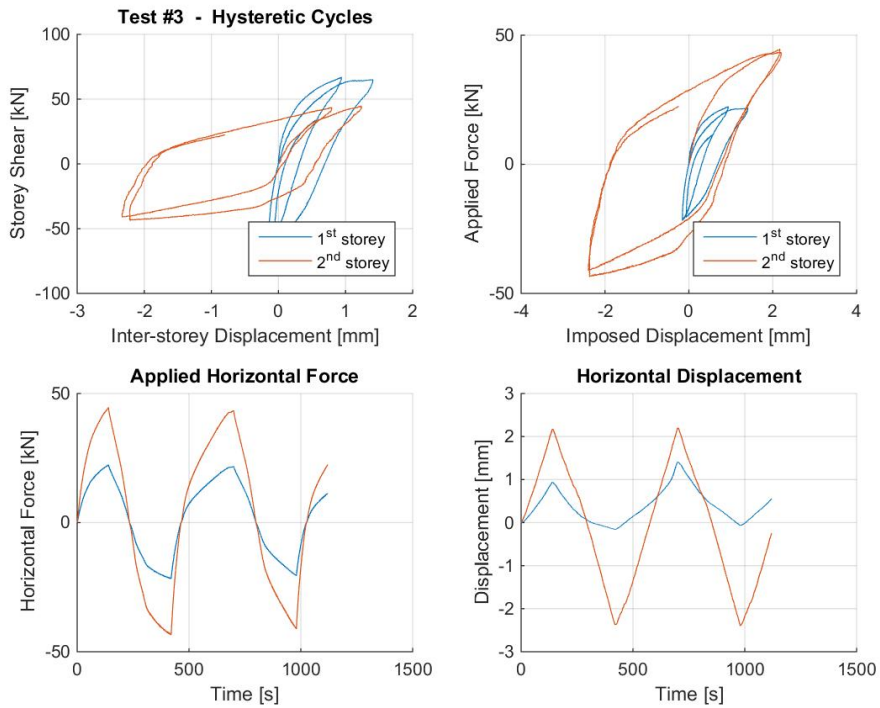 Test #3 - Hysteretic Cycles
Storey Shear [kN]
100
50
0
-50
-100
-3
-2
-1
0
1
2
Inter-storey Displacement [mm]
1st storey
2nd storey
Applied Force [kN]
50
0
-50
-4
-2
0
2
4
Imposed Displacement [mm]
1st storey
2nd storey
Applied Horizontal Force
Horizontal Force [kN]
50
0
-50
0
500
1000
1500
Time [s]
Horizontal Displacement
Displacement [mm]
3
2
1
0
-1
-2
-3
0
500
1000
1500
Time [s]